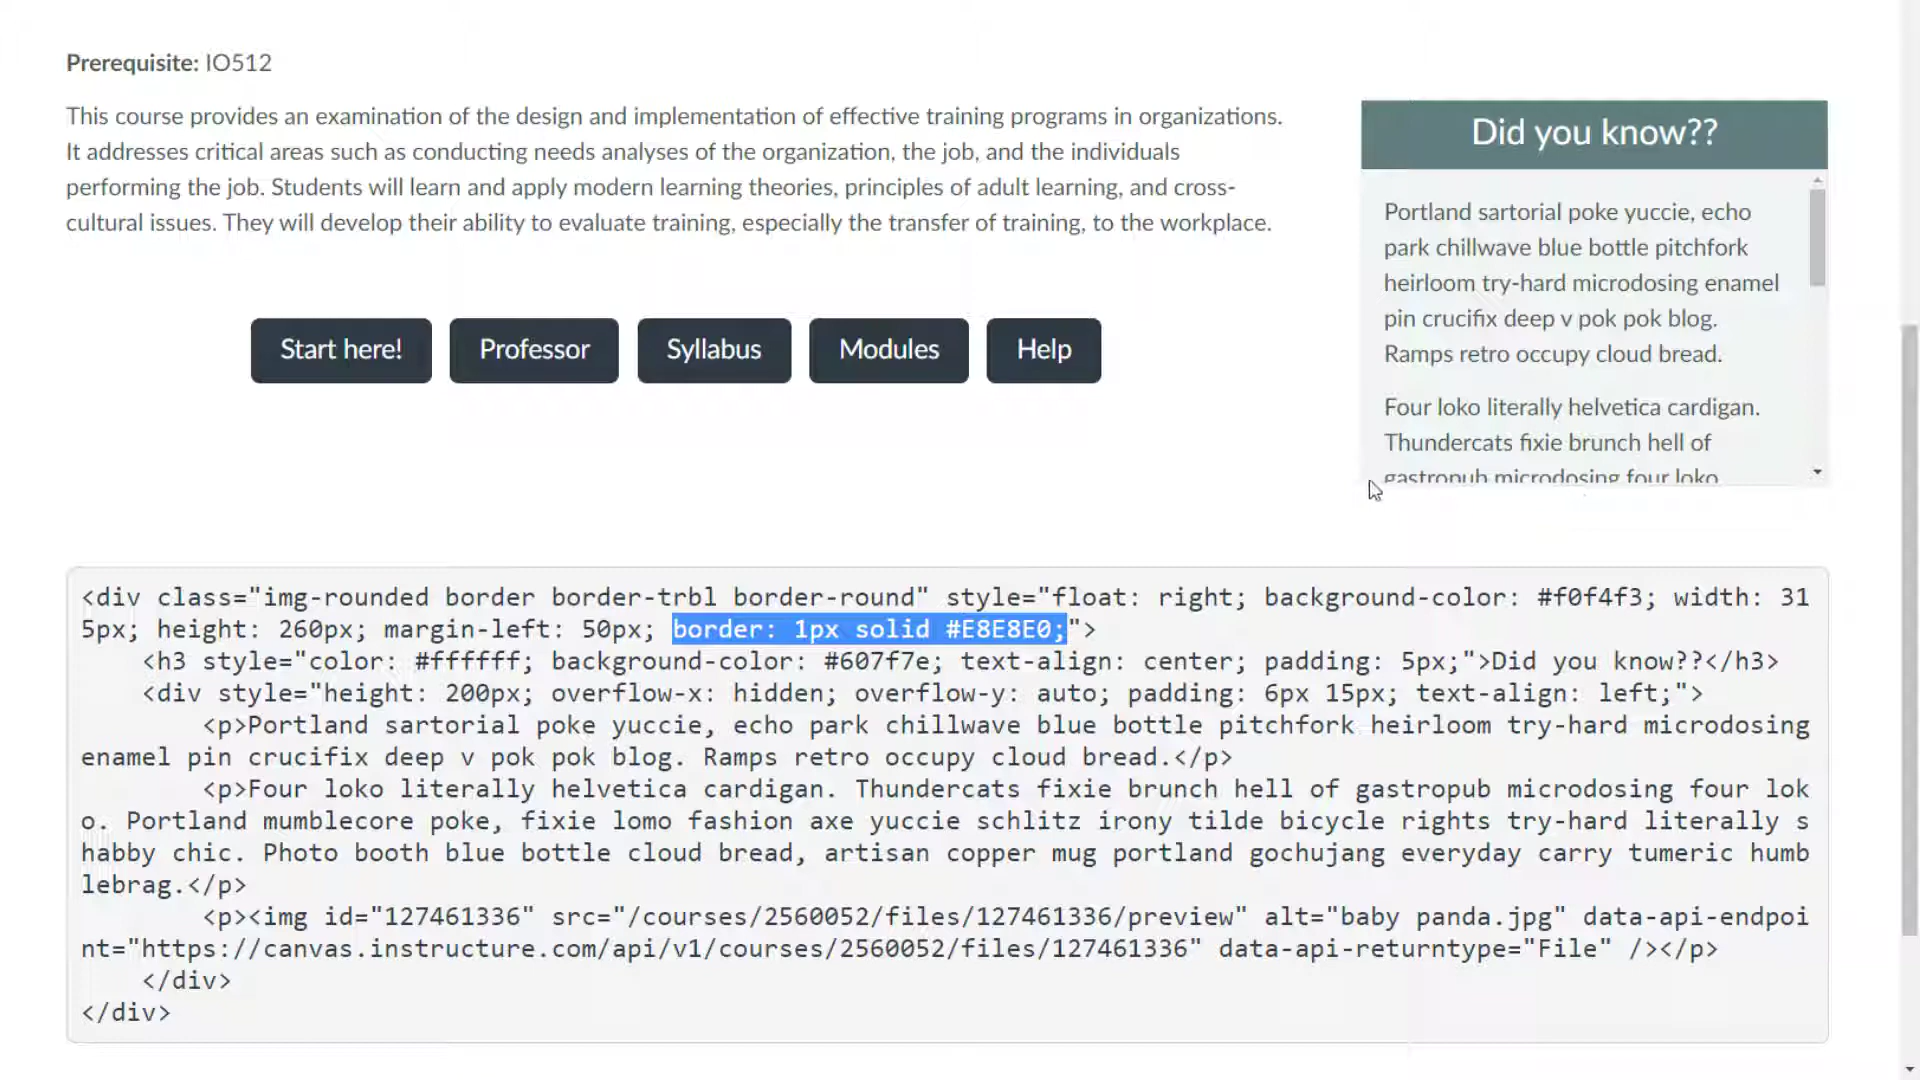 Prerequisite: IO512
This course provides an examination of the design and implementation of effective training programs in organizations.
It addresses critical areas such as conducting needs analyses of the organization, the job, and the individuals
performing the job. Students will learn and apply modern learning theories, principles of adult learning, and cross-
cultural issues. They will develop their ability to evaluate training, especially the transfer of training, to the workplace.
Start here!
Professor
Syllabus
Modules
Help
Did you know??
Portland sartorial poke yuccie, echo
park chillwave blue bottle pitchfork
heirloom try-hard microdosing enamel
pin crucifix deep v pok pok blog.
Ramps retro occupy cloud bread.
Four loko literally helvetica cardigan.
Thundercats fixie brunch hell of
gastropub microdosing four loko
<div class="img-rounded border border-trbl border-round" style="float: right; background-color: #f0f4f3; width: 31
5px; height: 260px; margin-left: 50px; border: 1px solid #E8E8E0;">
<h3 style="color: #ffffff; background-color: #607f7e; text-align: center; padding: 5px;">Did you know??</h3>
<div style="height: 200px; overflow-x: hidden; overflow-y: auto; padding: 6px 15px; text-align: left;">
<p>Portland sartorial poke yuccie, echo park chillwave blue bottle pitchfork heirloom try-hard microdosing
enamel pin crucifix deep v pok pok blog. Ramps retro occupy cloud bread.</p>
<p>Four loko literally helvetica cardigan. Thundercats fixie brunch hell of gastropub microdosing four lok
o. Portland mumblecore poke, fixie lomo fashion axe yuccie schlitz irony tilde bicycle rights try-hard literally s
habby chic. Photo booth blue bottle cloud bread, artisan copper mug portland gochujang everyday carry tumeric humb
lebrag.</p>
<p><img id="127461336" src="/courses/2560052/files/127461336/preview" alt="baby panda.jpg" data-api-endpoi
nt="https://canvas.instructure.com/api/v1/courses/2560052/files/127461336" data-api-returntype="File" /></p>
</div>
</div>